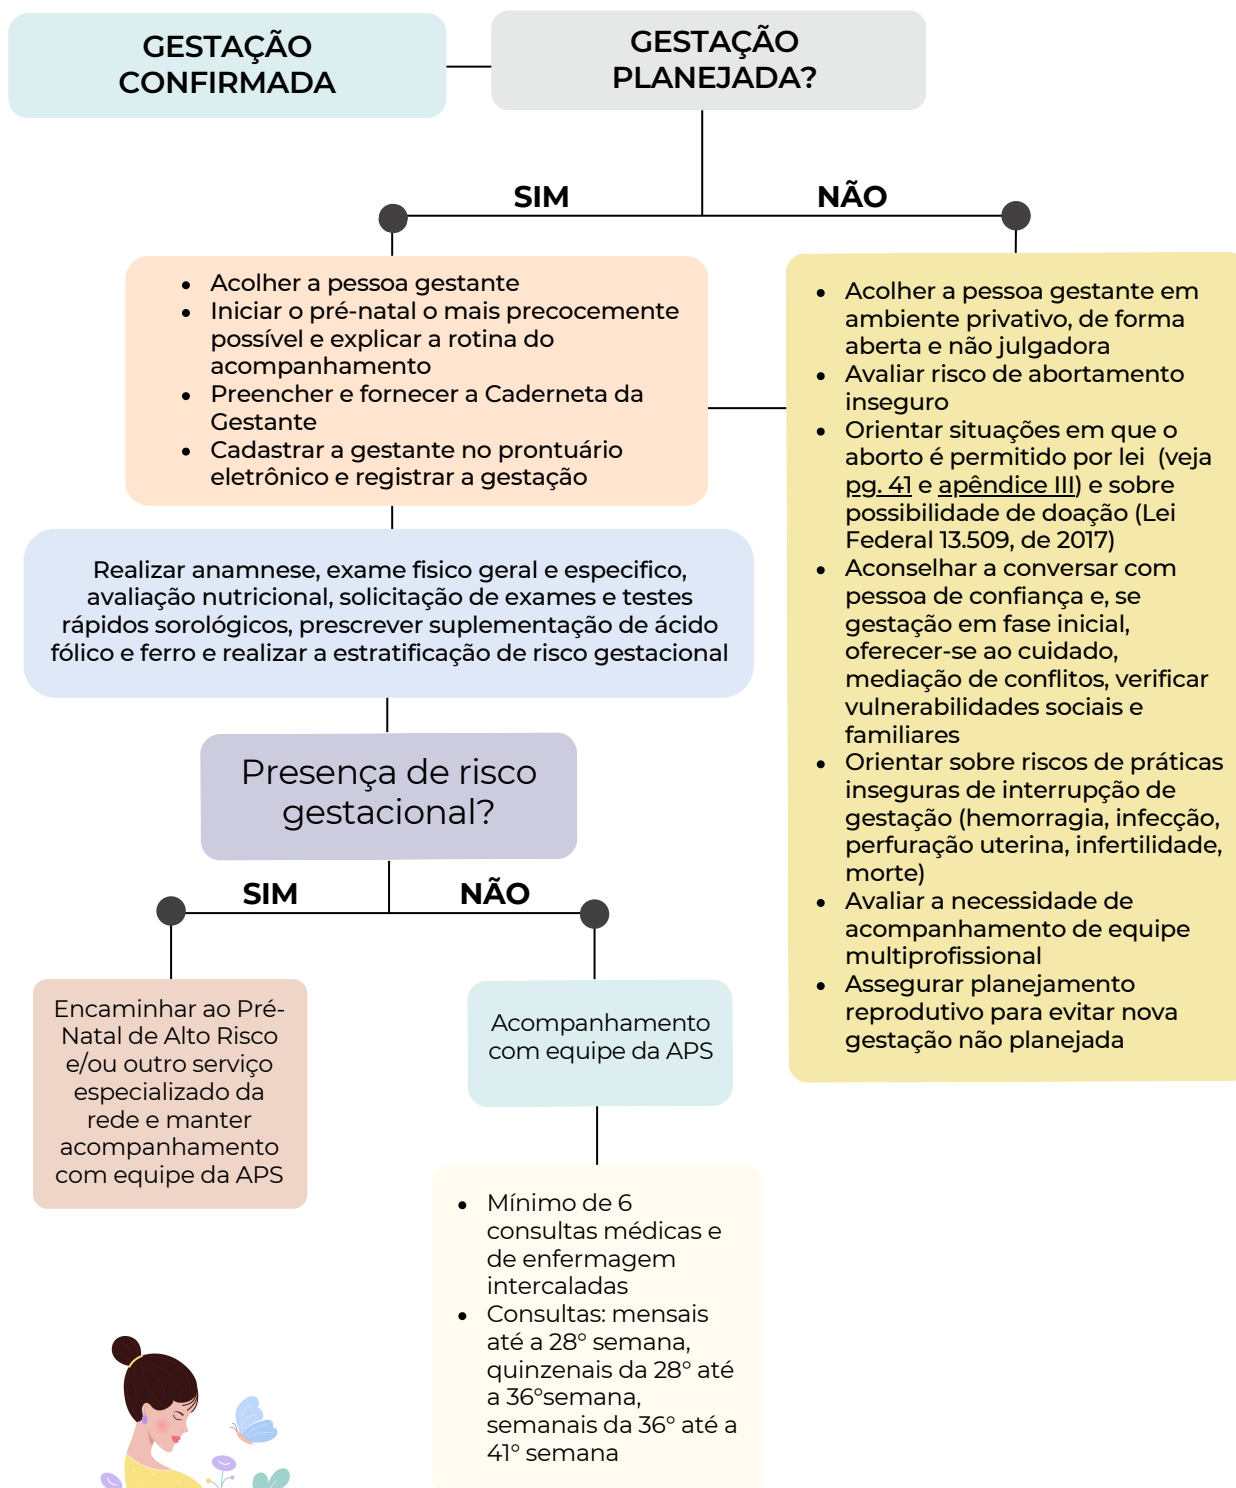 GESTAÇÃO
CONFIRMADA
GESTAÇÃO
PLANEJADA?
SIM
NÃO
• Acolher a pessoa gestante
• Iniciar o pré-natal o mais precocemente
possível e explicar a rotina do
acompanhamento
• Preencher e fornecer a Caderneta da
Gestante
• Cadastrar a gestante no prontuário
eletrônico e registrar a gestação
• Acolher a pessoa gestante em
ambiente privativo, de forma
aberta e não julgadora
• Avaliar risco de abortamento
inseguro
• Orientar situações em que o
aborto é permitido por lei (veja
pg. 41 e apêndice III) e sobre
possibilidade de doação (Lei
Federal 13.509, de 2017)
• Aconselhar a conversar com
pessoa de confiança e, se
gestação em fase inicial,
oferecer-se ao cuidado,
mediação de conflitos, verificar
vulnerabilidades sociais e
familiares
• Orientar sobre riscos de práticas
inseguras de interrupção de
gestação (hemorragia, infecção,
perfuração uterina, infertilidade,
morte)
• Avaliar a necessidade de
acompanhamento de equipe
multiprofissional
• Assegurar planejamento
reprodutivo para evitar nova
gestação não planejada
Realizar anamnese, exame fisico geral e especifico,
avaliação nutricional, solicitação de exames e testes
rápidos sorológicos, prescrever suplementação de ácido
fólico e ferro e realizar a estratificação de risco gestacional
Presença de risco
gestacional?
SIM
NÃO
Encaminhar ao Pré-
Natal de Alto Risco
e/ou outro serviço
especializado da
rede e manter
acompanhamento
com equipe da APS
Acompanhamento
com equipe da APS
• Mínimo de 6
consultas médicas e
de enfermagem
intercaladas
• Consultas: mensais
até a 28° semana,
quinzenais da 28° até
a 36°semana,
semanais da 36° até a
41° semana